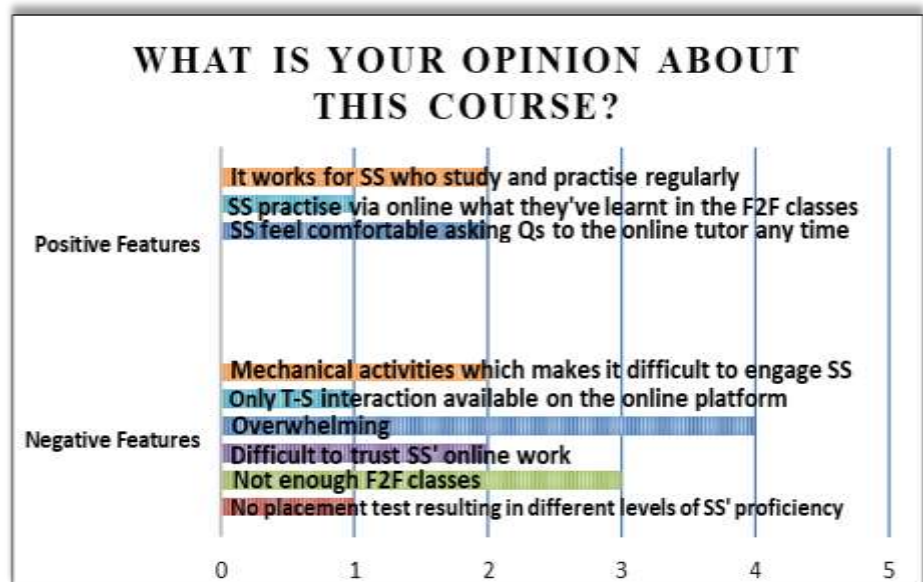 WHAT IS YOUR OPINION ABOUT
THIS COURSE?
Positive Features
It works for SS who study and practise regularly
SS practise via online what they've learnt in the F2F classes
SS feel comfortable asking Qs to the online tutor any time
Negative Features
Mechanical activities which makes it difficult to engage SS
Only T-S interaction available on the online platform
Overwhelming
Difficult to trust SS' online work
Not enough F2F classes
No placement test resulting in different levels of SS' proficiency
0 1 2 3 4 5